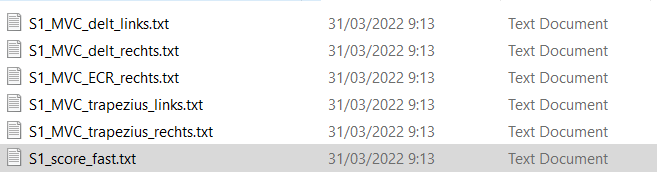 S1_MVC_delt_links.txt 31/03/2022 9:13 Text Document
S1_MVC_delt_rechts.txt 31/03/2022 9:13 Text Document
S1_MVC_ECR_rechts.txt 31/03/2022 9:13 Text Document
S1_MVC_trapezius_links.txt 31/03/2022 9:13 Text Document
S1_MVC_trapezius_rechts.txt 31/03/2022 9:13 Text Document
S1_score_fast.txt 31/03/2022 9:13 Text Document